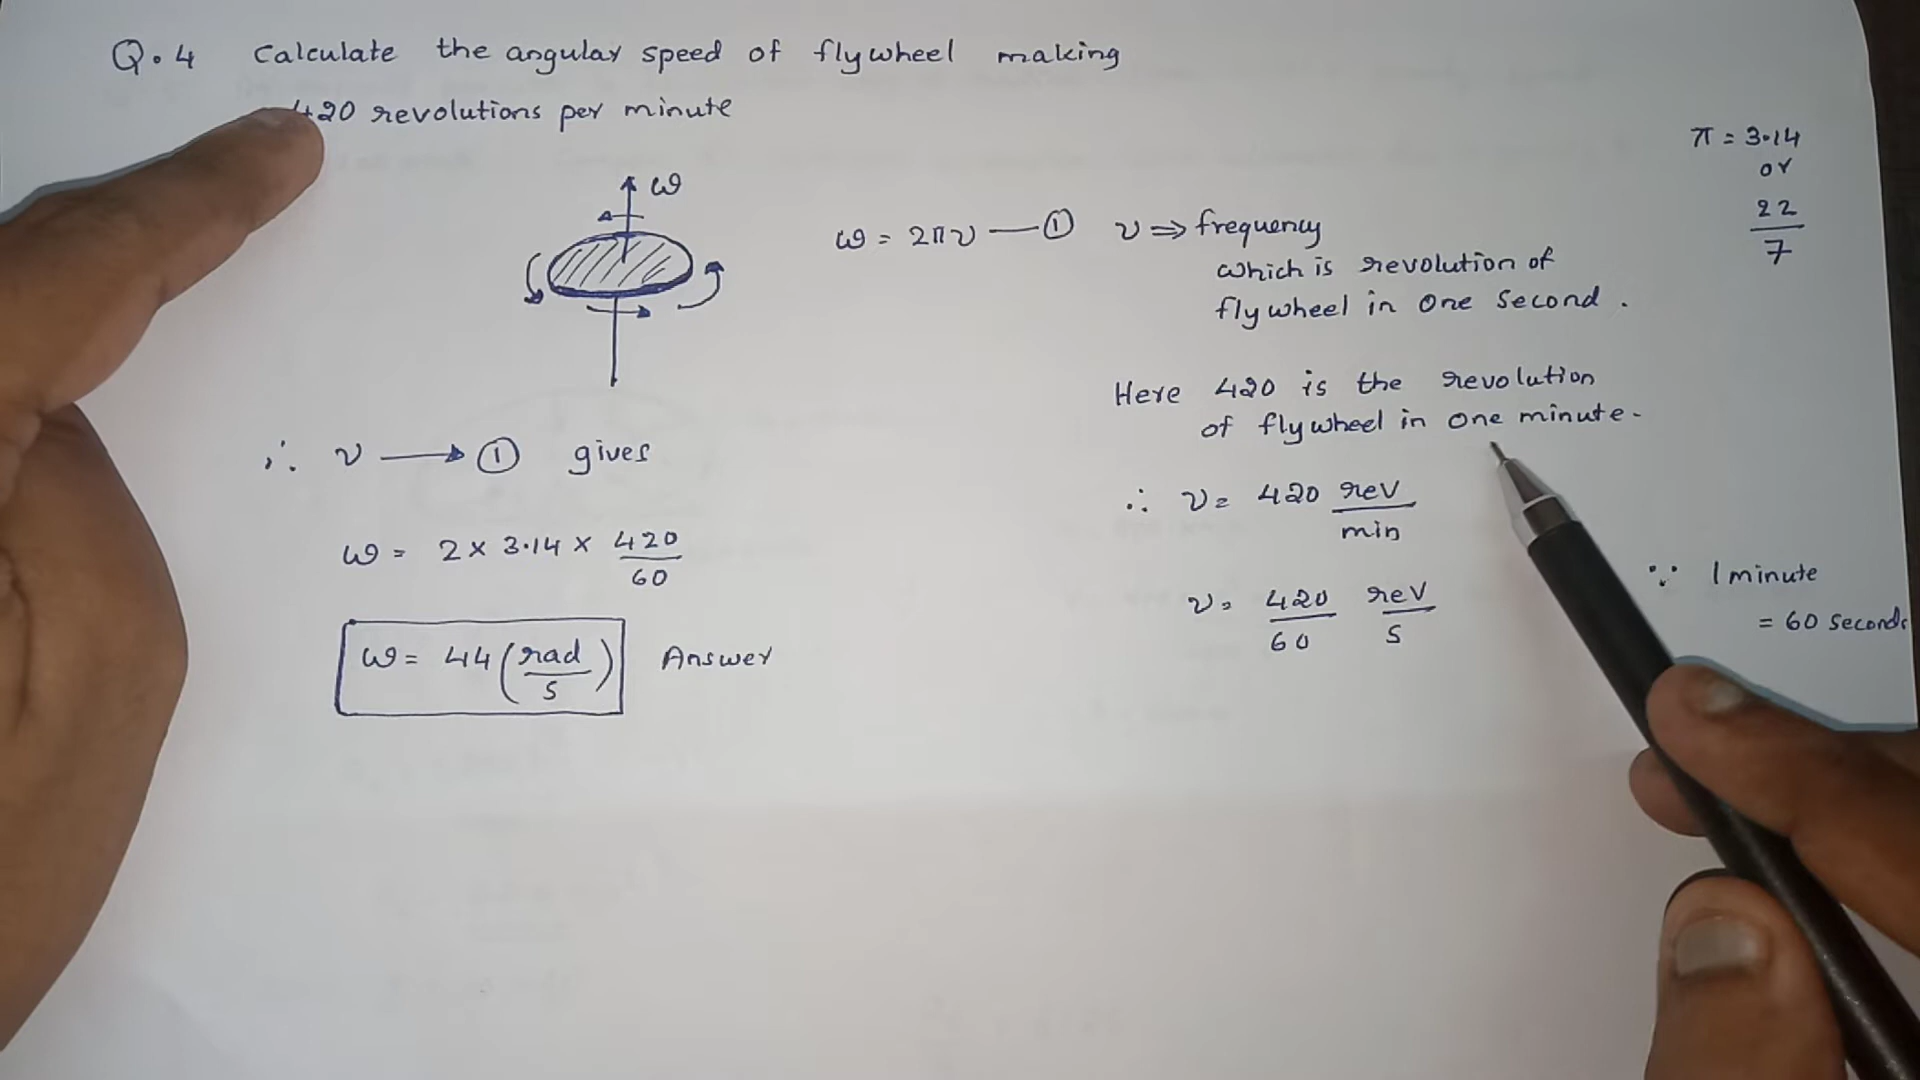 Q.4 Calculate the angular speed of flywheel making
420 revolutions per minute
π = 3.14
or
22
7
ω
ω = 2πν — ① ν ⇒ frequency
which is revolution of
flywheel in one second.
Here 420 is the revolution
of flywheel in one minute.
∴ ν → ① gives
∴ ν = 420 rev
min
ω = 2 × 3.14 × 420
60
ν = 420 rev
60 s
∵ 1 minute
= 60 seconds
ω = 44 (rad
s) Answer